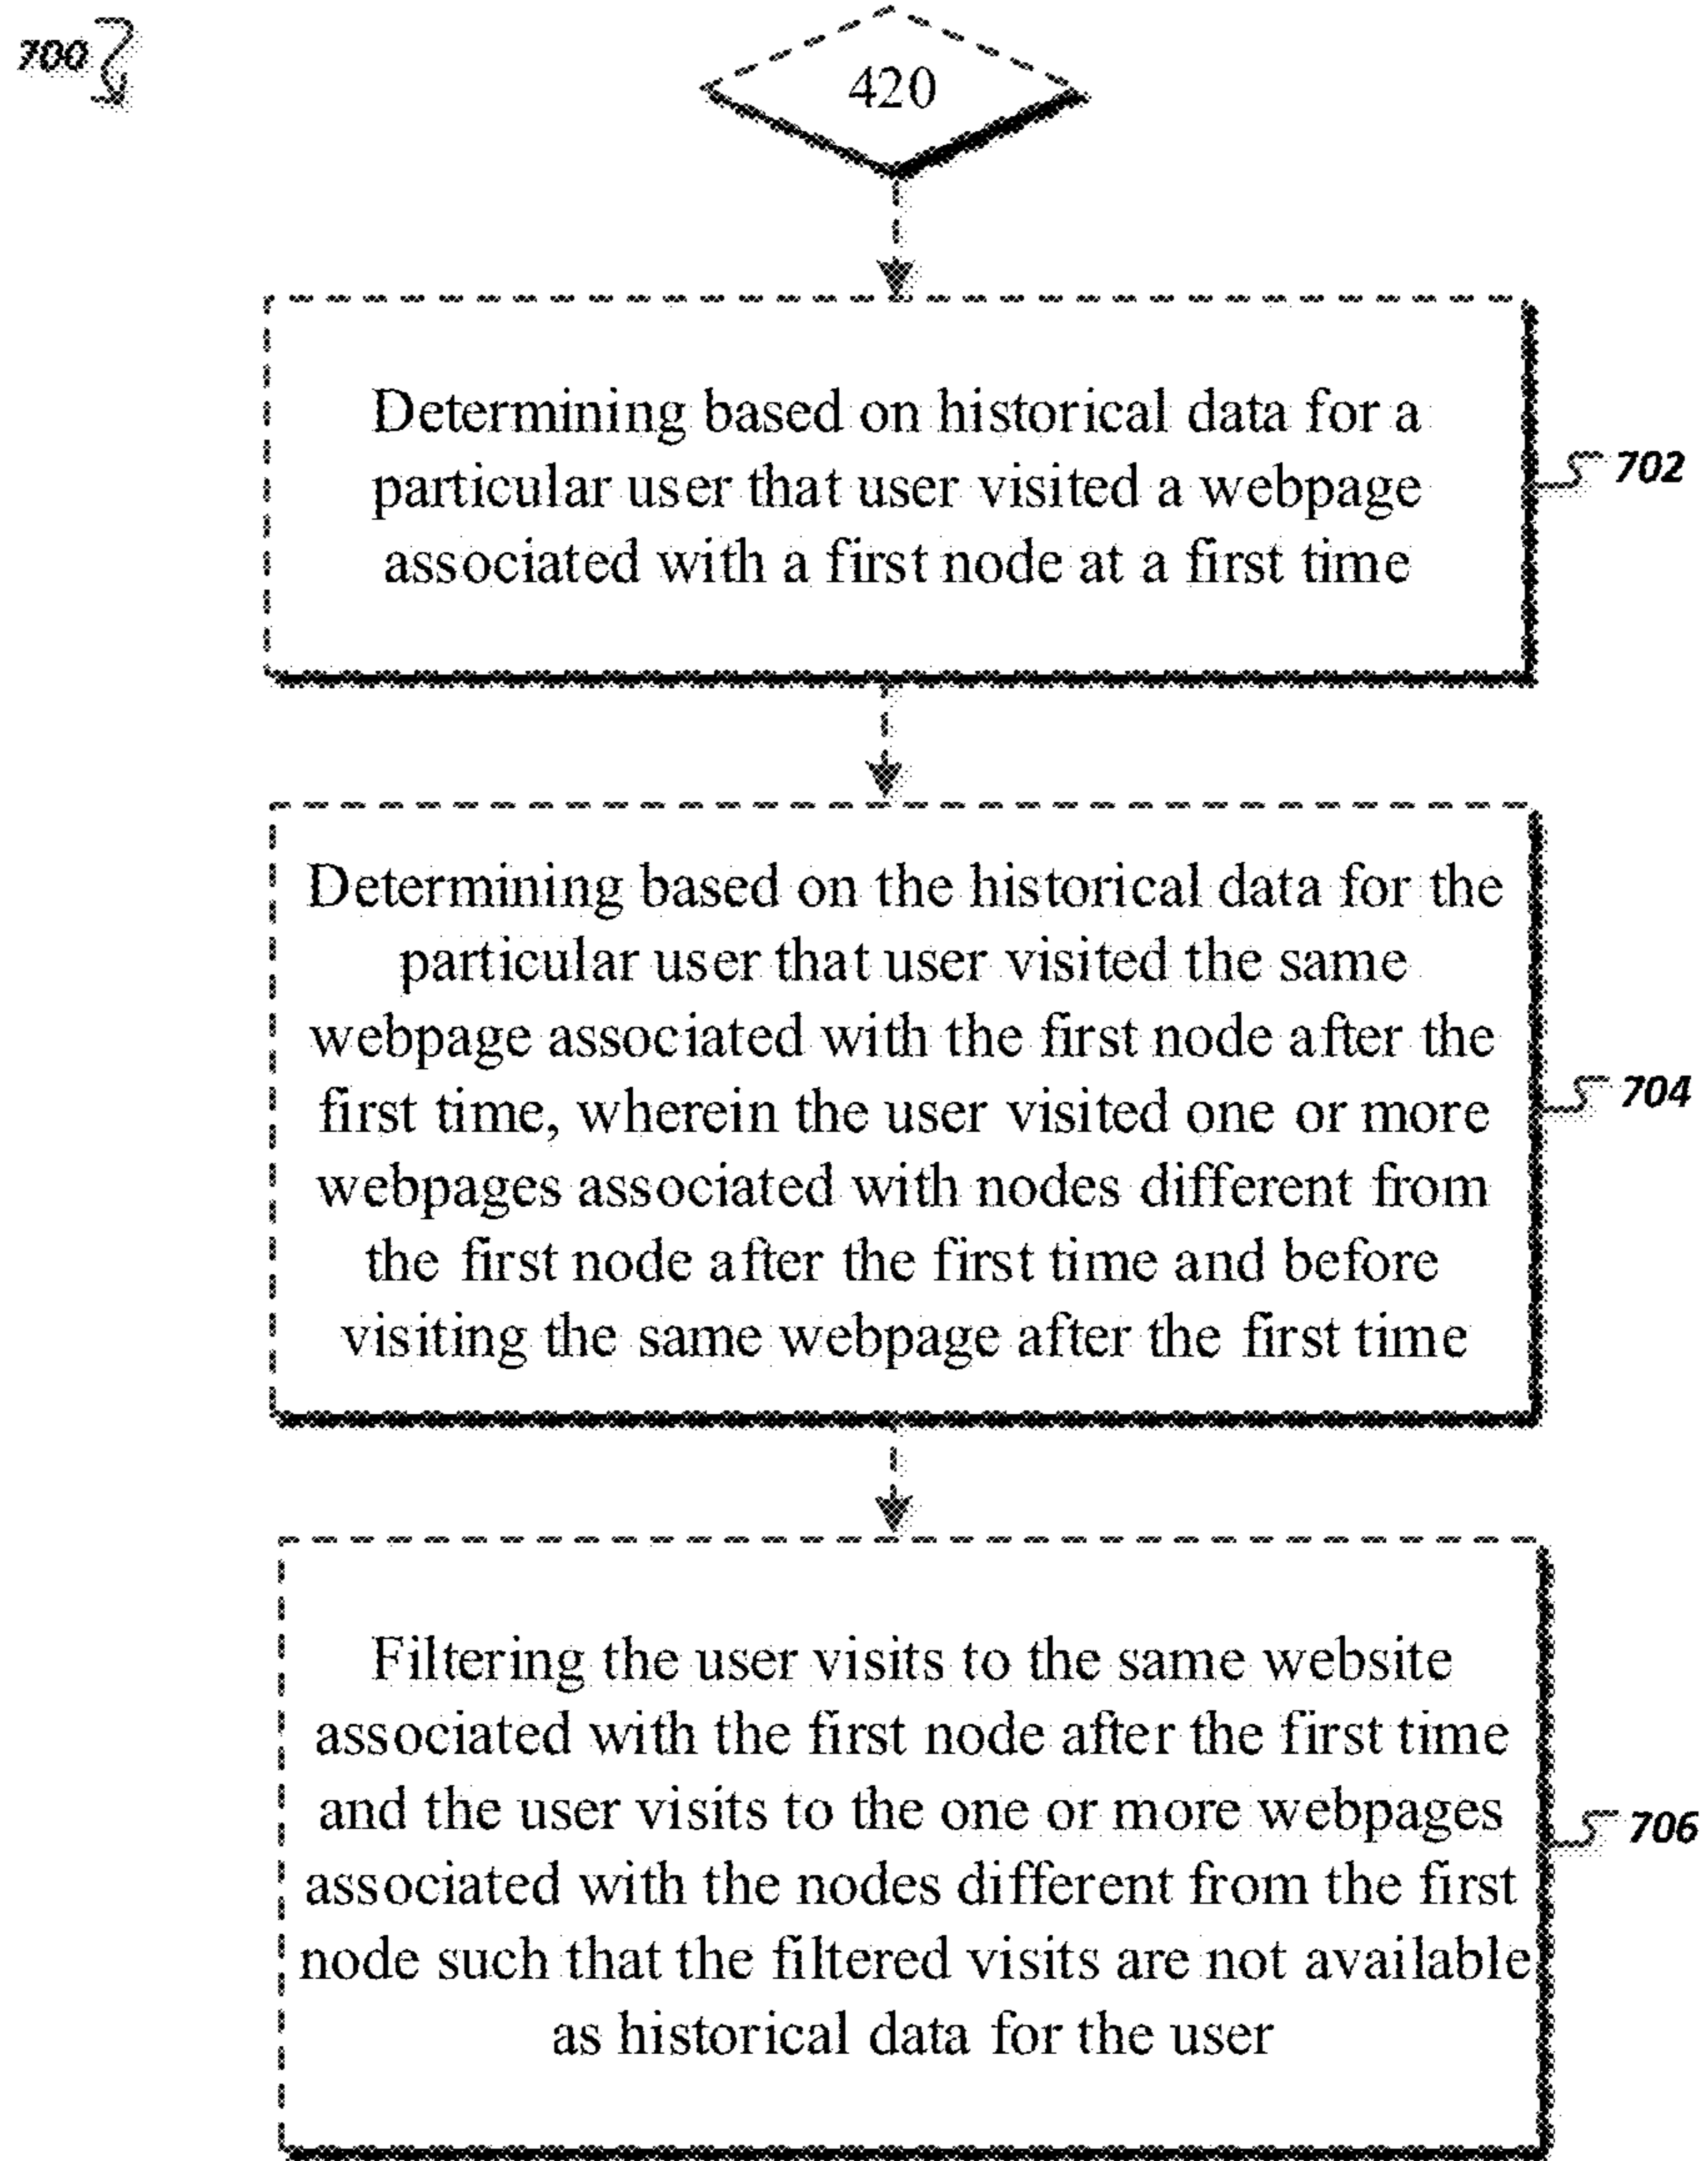 700
420
Determining based on historical data for a
particular user that user visited a webpage
associated with a first node at a first time
702
Determining based on the historical data for the
particular user that user visited the same
webpage associated with the first node after the
first time, wherein the user visited one or more
webpages associated with nodes different from
the first node after the first time and before
visiting the same webpage after the first time
704
Filtering the user visits to the same website
associated with the first node after the first time
and the user visits to the one or more webpages
associated with the nodes different from the first
node such that the filtered visits are not available
as historical data for the user
706